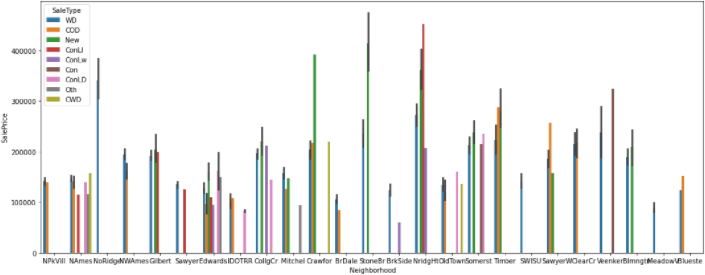 SaleType
WD
COD
New
ConLI
ConLw
Con
ConLD
Oth
CWD
SalePrice
400000
300000
200000
100000
0
NPkVill NAmes NoRidge NWAmes Gilbert Sawyer Edwards IDOTRR CollgCr Mitchel Crawfor BrDale StoneBr BrkSide NridgHt OldTown Somerst Timber SWISU SawyerW ClearCr Veenker Blmngtn MeadowV Blueste
Neighborhood